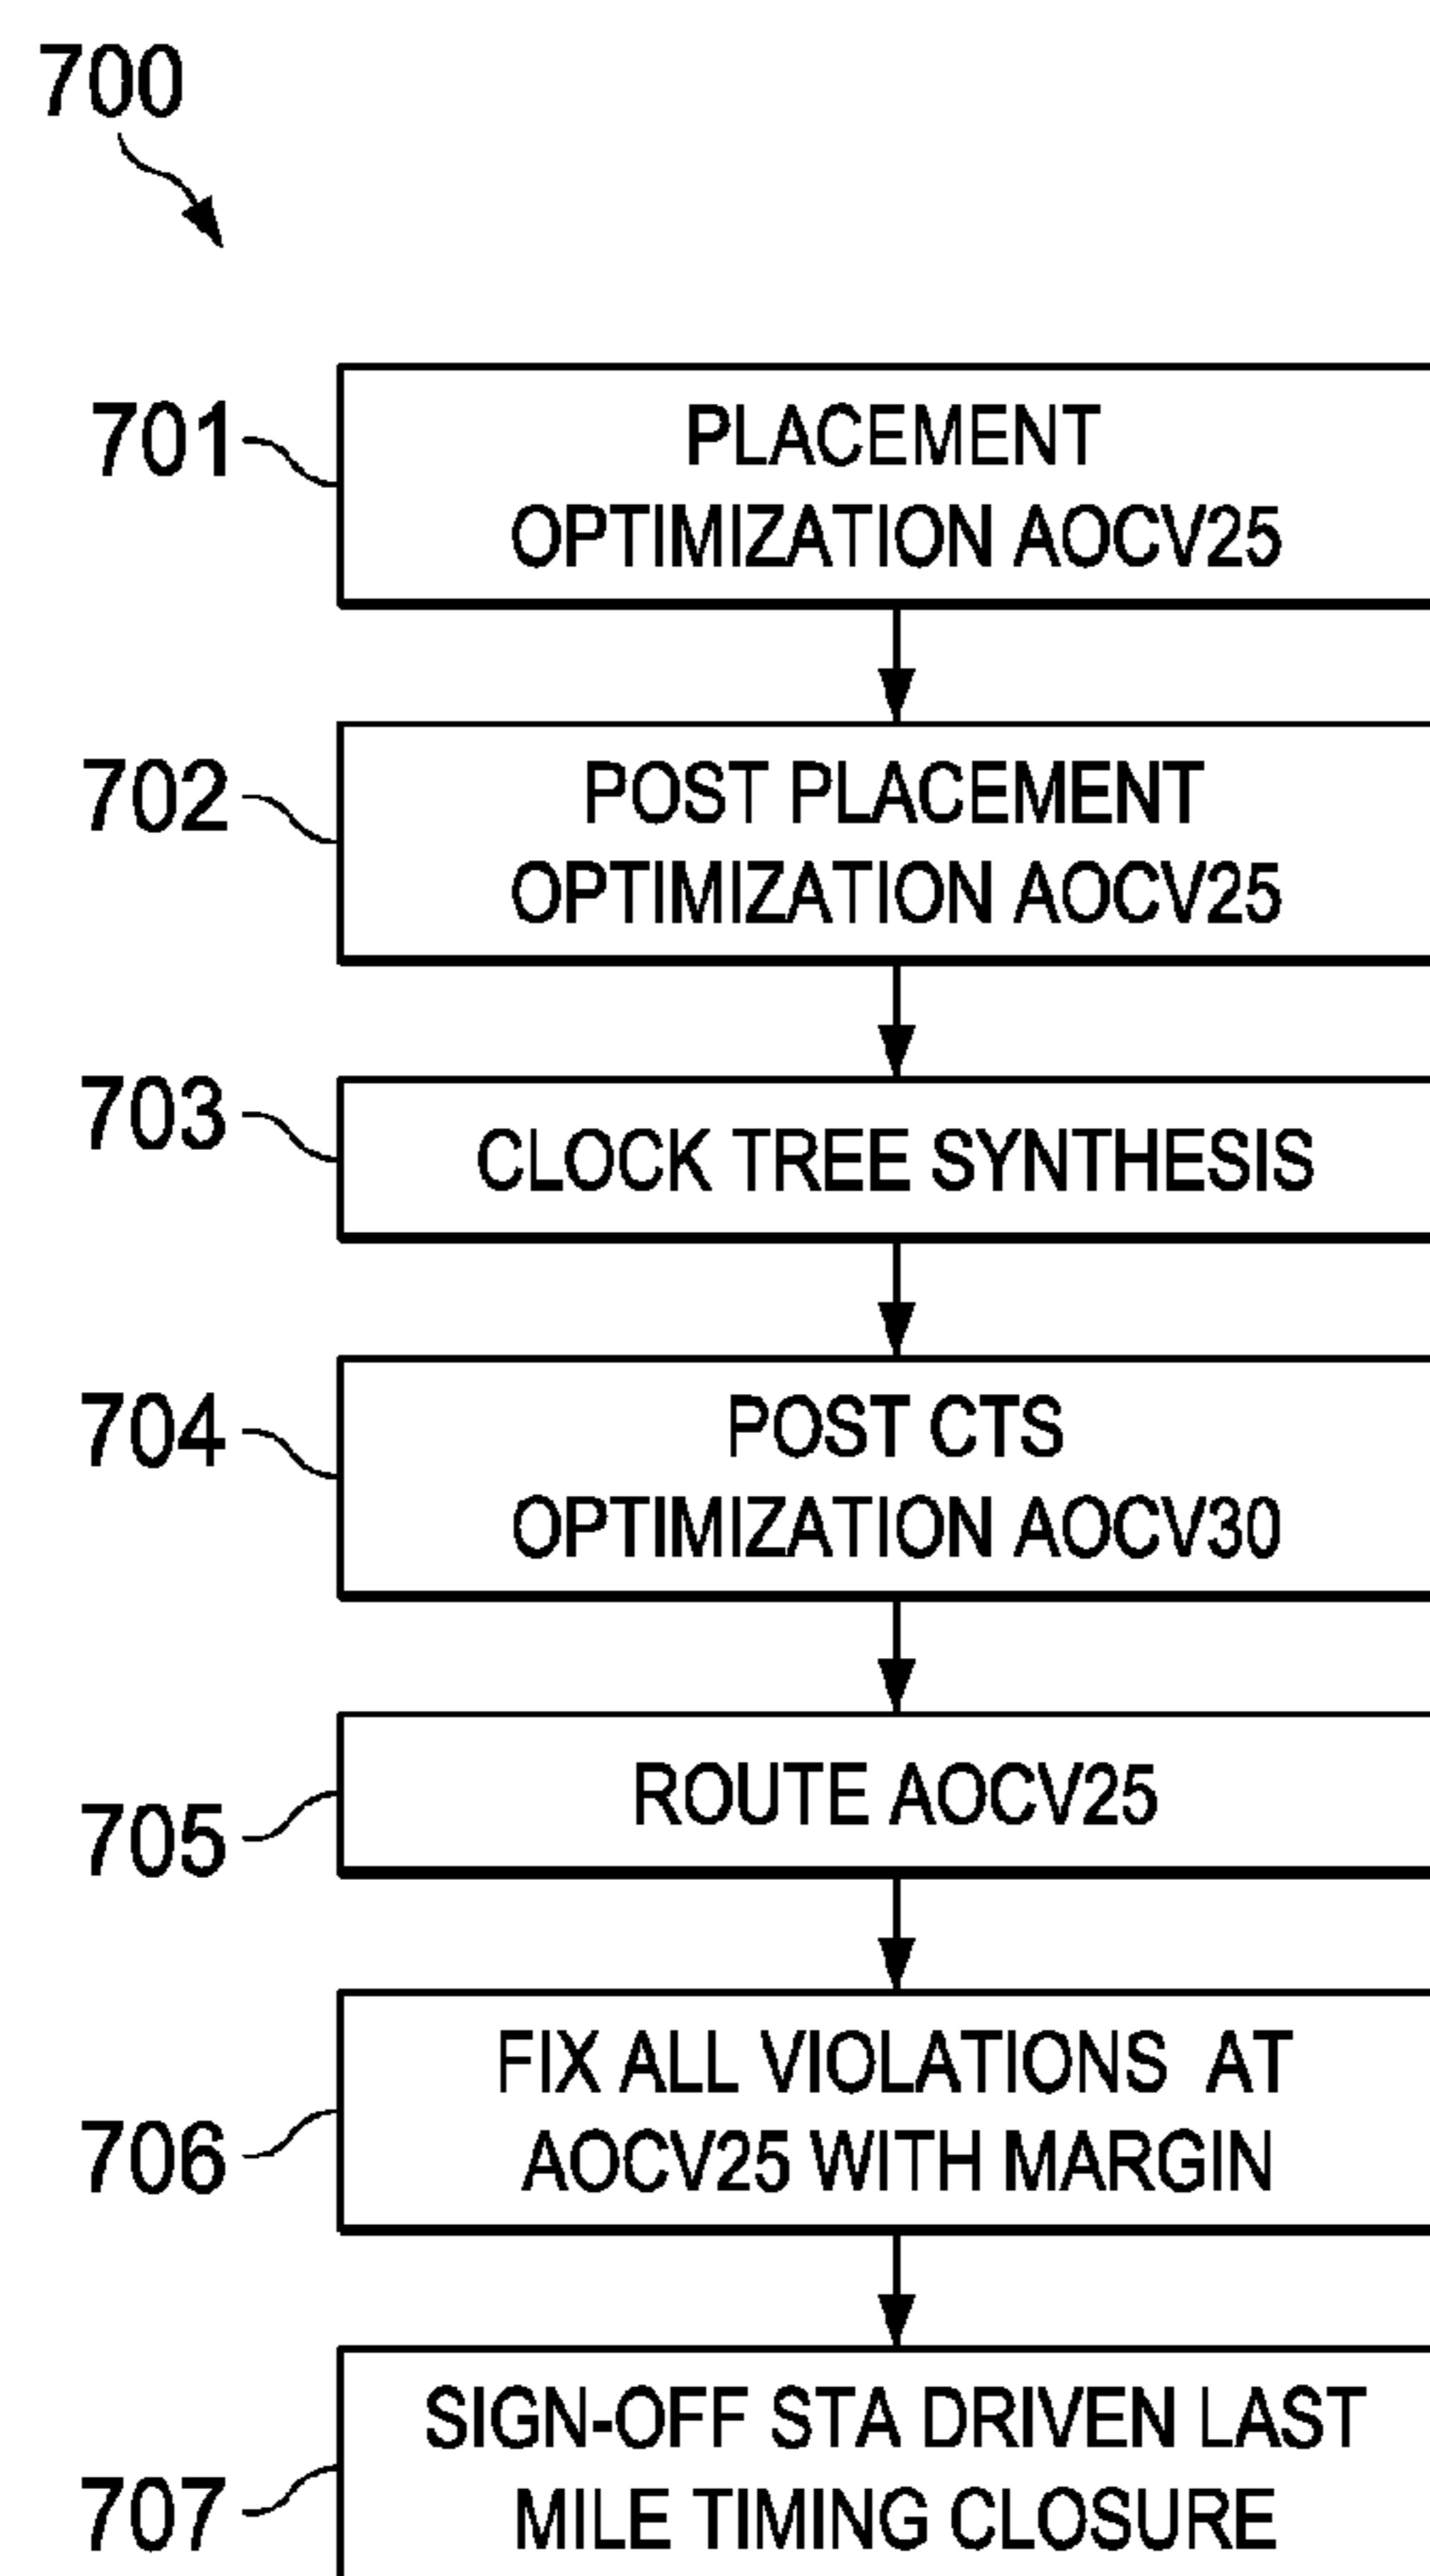 700
701
PLACEMENT
OPTIMIZATION AOCV25
702
POST PLACEMENT
OPTIMIZATION AOCV25
703
CLOCK TREE SYNTHESIS
704
POST CTS
OPTIMIZATION AOCV30
705
ROUTE AOCV25
706
FIX ALL VIOLATIONS AT
AOCV25 WITH MARGIN
707
SIGN-OFF STA DRIVEN LAST
MILE TIMING CLOSURE